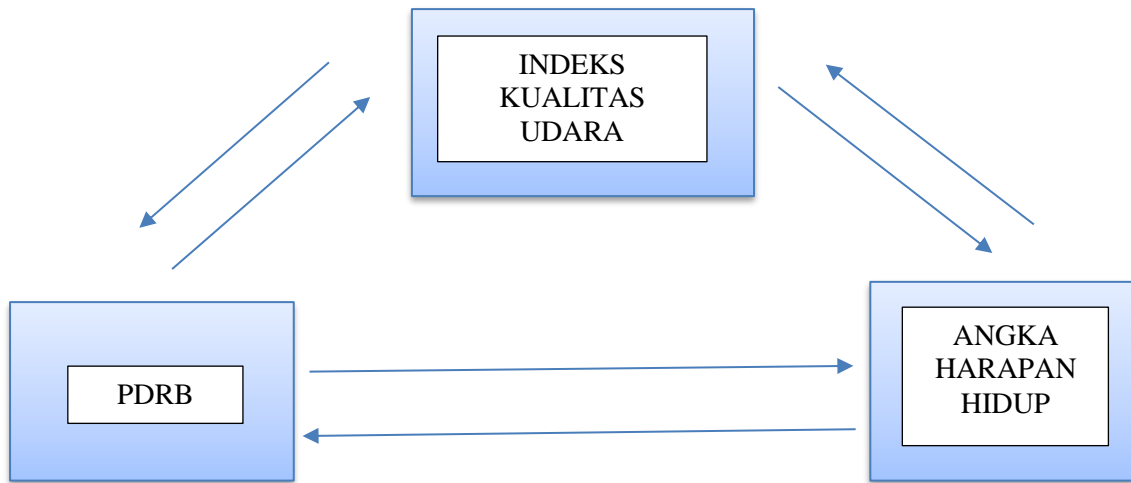 INDEKS
KUALITAS
UDARA
PDRB
ANGKA
HARAPAN
HIDUP